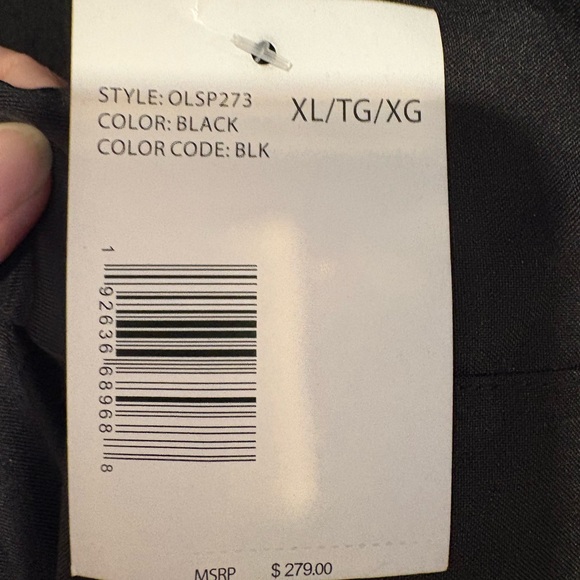 STYLE: OLSP273
COLOR: BLACK
COLOR CODE: BLK
XL/TG/XG
1 92636 68968 8
MSRP $ 279.00